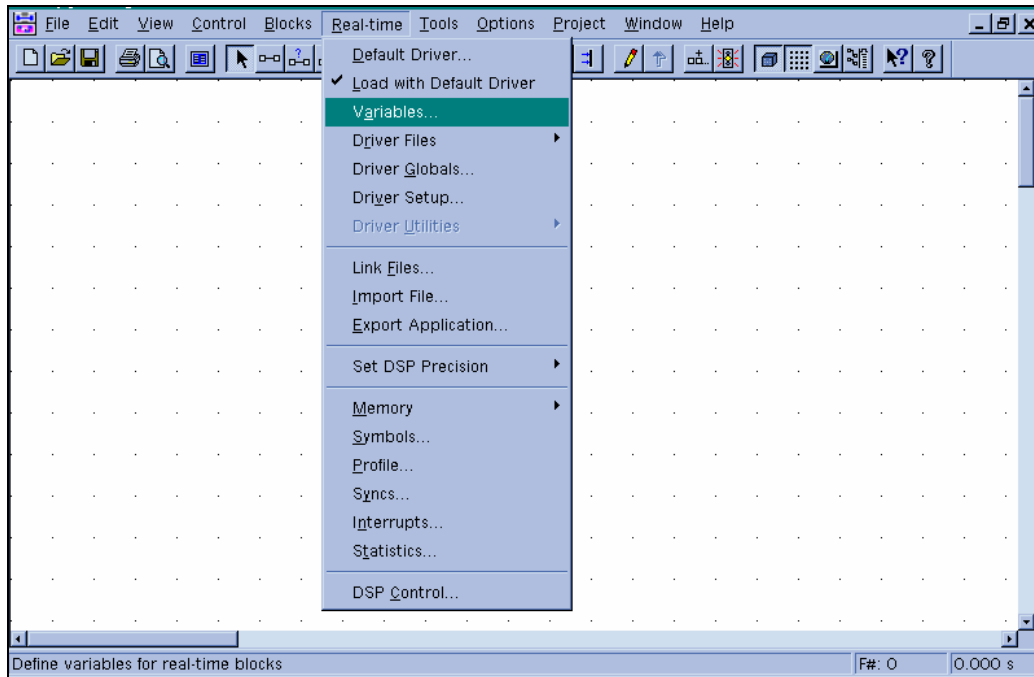 File Edit View Control Blocks Real-time Tools Options Project Window Help
Default Driver...
Load with Default Driver
Variables...
Driver Files
Driver Globals...
Driver Setup...
Driver Utilities
Link Files...
Import File...
Export Application...
Set DSP Precision
Memory
Symbols...
Profile...
Syncs...
Interrupts...
Statistics...
DSP Control...
Define variables for real-time blocks F#: 0 0.000 s